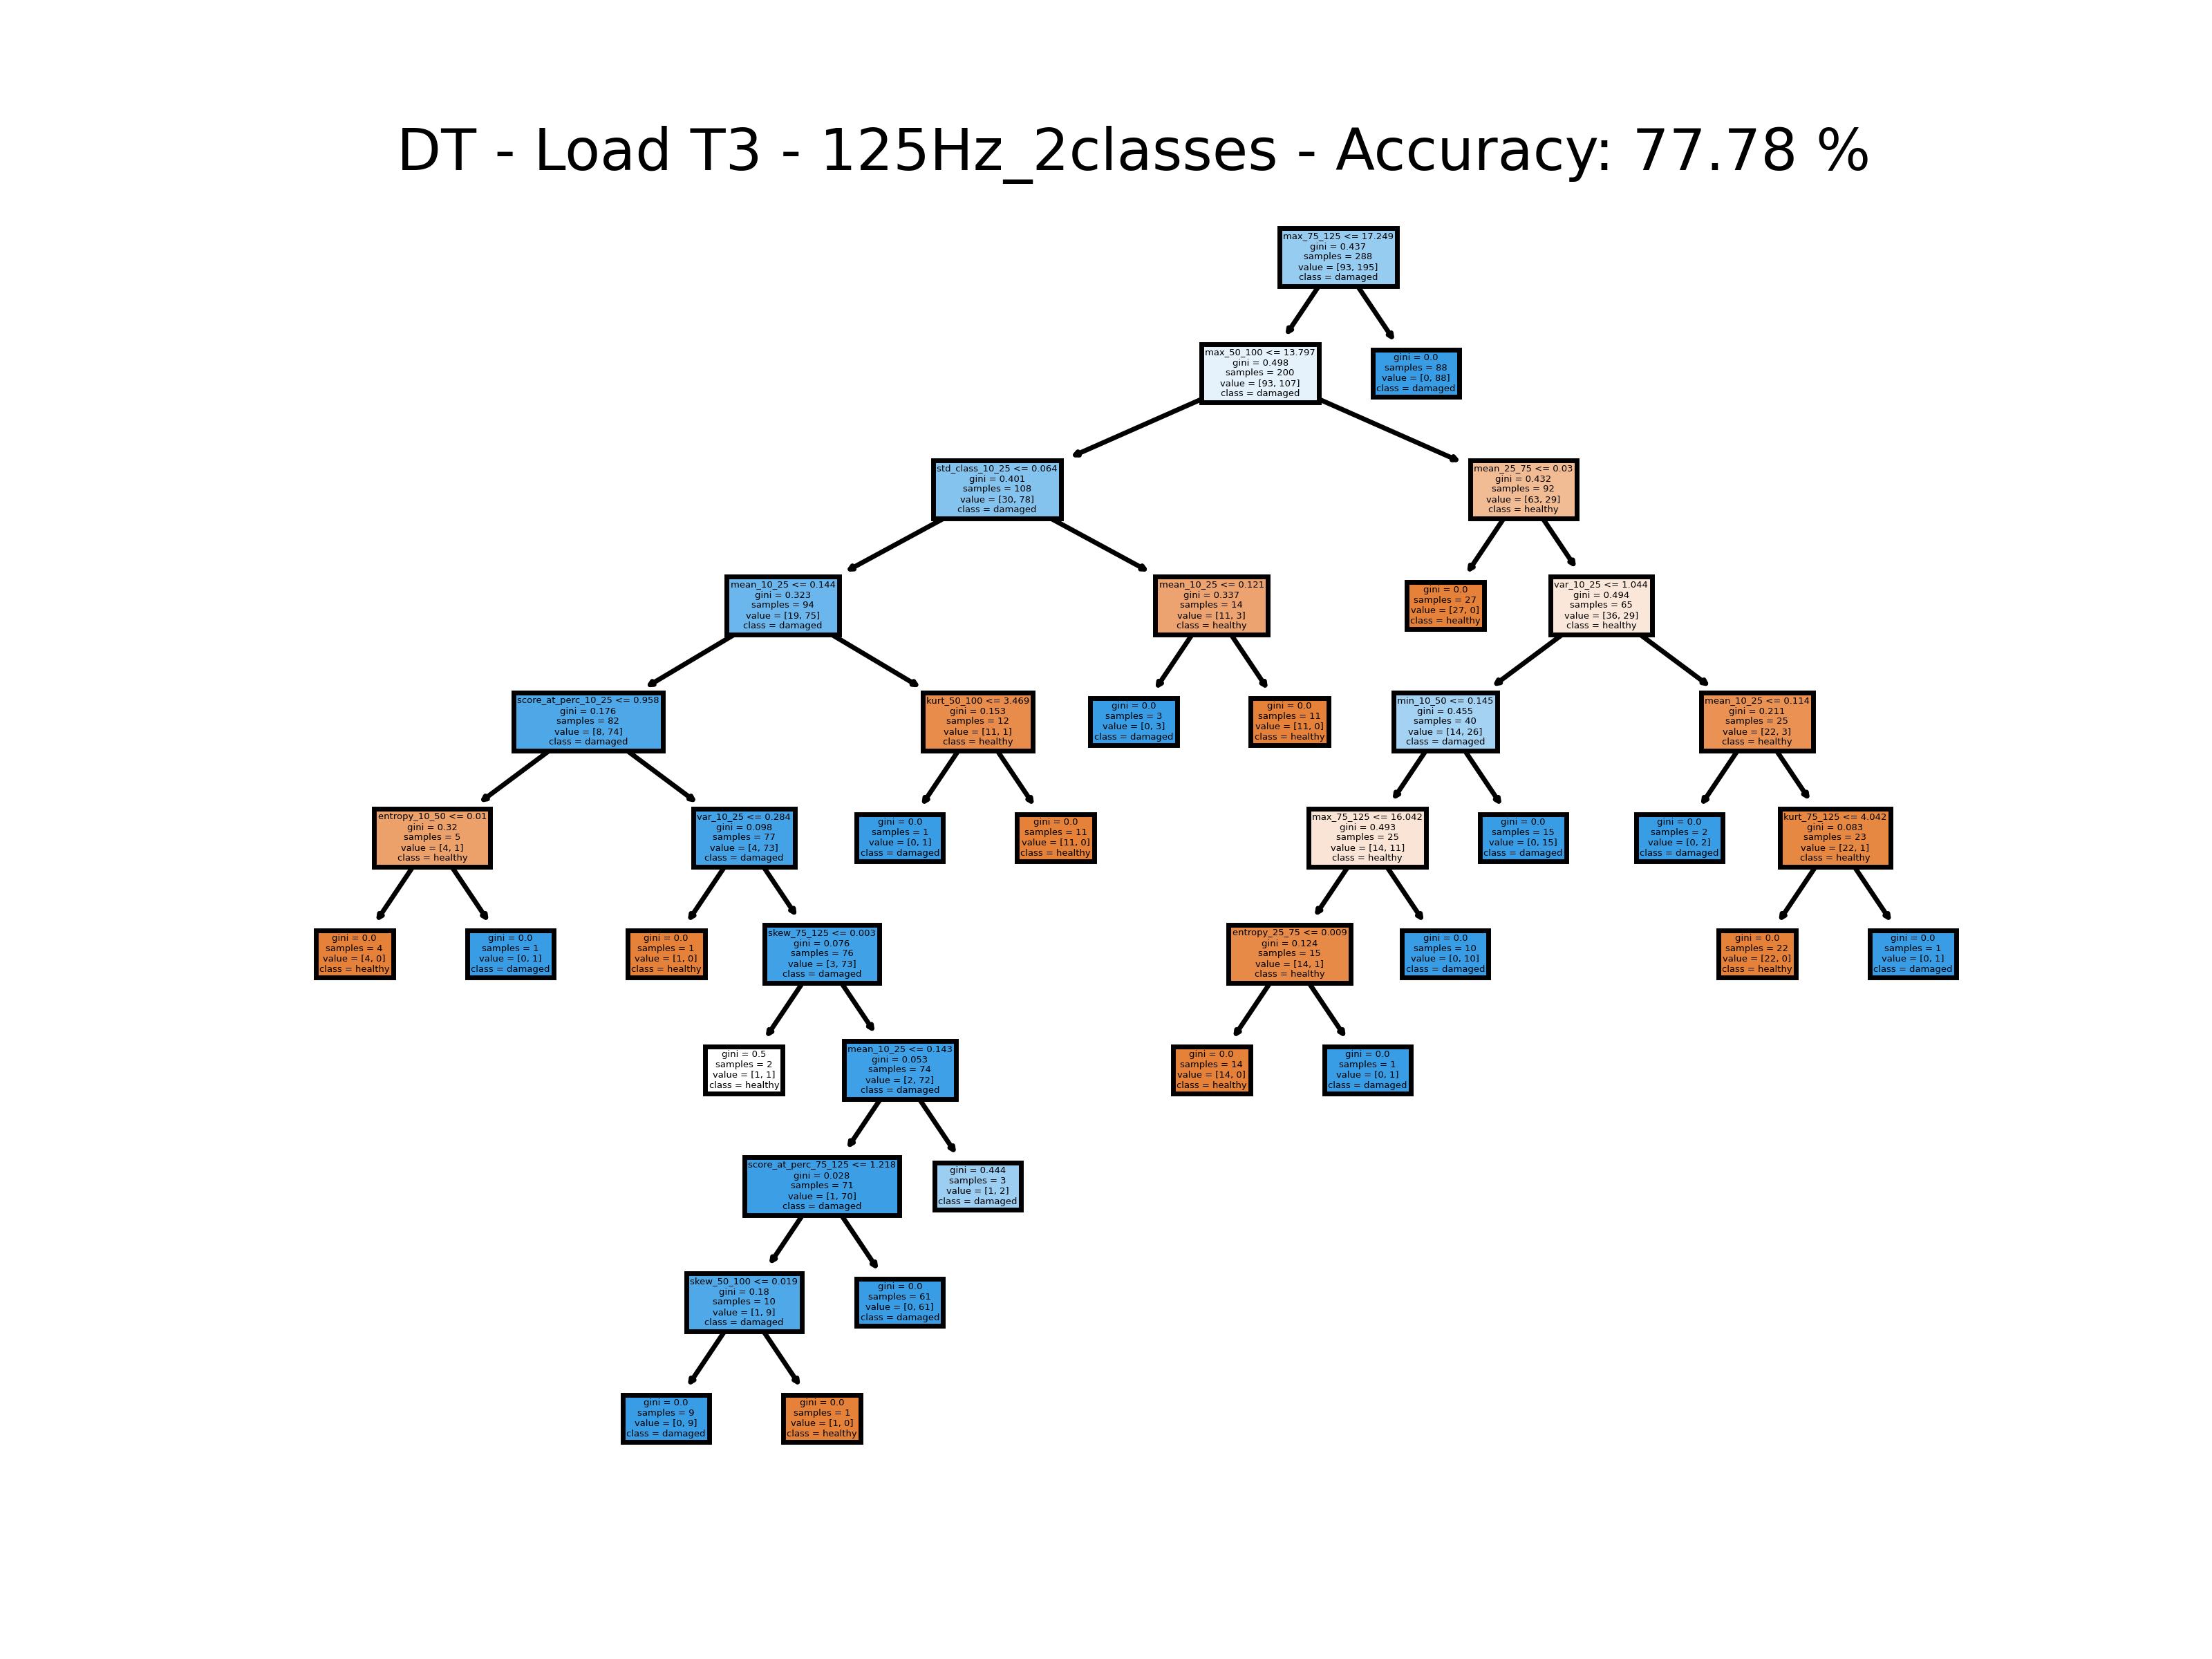 DT - Load T3 - 125Hz_2classes - Accuracy: 77.78 %
max_75_125 <= 17.249
gini = 0.437
samples = 288
value = [93, 195]
class = damaged
max_50_100 <= 13.797
gini = 0.498
samples = 200
value = [93, 107]
class = damaged
gini = 0.0
samples = 88
value = [0, 88]
class = damaged
std_class_10_25 <= 0.064
gini = 0.401
samples = 108
value = [30, 78]
class = damaged
mean_25_75 <= 0.03
gini = 0.432
samples = 92
value = [63, 29]
class = healthy
mean_10_25 <= 0.144
gini = 0.323
samples = 94
value = [19, 75]
class = damaged
mean_10_25 <= 0.121
gini = 0.337
samples = 14
value = [11, 3]
class = healthy
gini = 0.0
samples = 27
value = [27, 0]
class = healthy
var_10_25 <= 1.044
gini = 0.494
samples = 65
value = [36, 29]
class = healthy
score_at_perc_10_25 <= 0.958
gini = 0.176
samples = 82
value = [8, 74]
class = damaged
kurt_50_100 <= 3.469
gini = 0.153
samples = 12
value = [11, 1]
class = healthy
gini = 0.0
samples = 3
value = [0, 3]
class = damaged
gini = 0.0
samples = 11
value = [11, 0]
class = healthy
min_10_50 <= 0.145
gini = 0.455
samples = 40
value = [14, 26]
class = damaged
mean_10_25 <= 0.114
gini = 0.211
samples = 25
value = [22, 3]
class = healthy
entropy_10_50 <= 0.01
gini = 0.32
samples = 5
value = [4, 1]
class = healthy
var_10_25 <= 0.284
gini = 0.098
samples = 77
value = [4, 73]
class = damaged
gini = 0.0
samples = 1
value = [0, 1]
class = damaged
gini = 0.0
samples = 11
value = [11, 0]
class = healthy
max_75_125 <= 16.042
gini = 0.493
samples = 25
value = [14, 11]
class = healthy
gini = 0.0
samples = 15
value = [0, 15]
class = damaged
gini = 0.0
samples = 2
value = [0, 2]
class = damaged
kurt_75_125 <= 4.042
gini = 0.083
samples = 23
value = [22, 1]
class = healthy
gini = 0.0
samples = 4
value = [4, 0]
class = healthy
gini = 0.0
samples = 1
value = [0, 1]
class = damaged
gini = 0.0
samples = 1
value = [1, 0]
class = healthy
skew_75_125 <= 0.003
gini = 0.076
samples = 76
value = [3, 73]
class = damaged
entropy_25_75 <= 0.009
gini = 0.124
samples = 15
value = [14, 1]
class = healthy
gini = 0.0
samples = 10
value = [0, 10]
class = damaged
gini = 0.0
samples = 22
value = [22, 0]
class = healthy
gini = 0.0
samples = 1
value = [0, 1]
class = damaged
gini = 0.5
samples = 2
value = [1, 1]
class = healthy
mean_10_25 <= 0.143
gini = 0.053
samples = 74
value = [2, 72]
class = damaged
gini = 0.0
samples = 14
value = [14, 0]
class = healthy
gini = 0.0
samples = 1
value = [0, 1]
class = damaged
score_at_perc_75_125 <= 1.218
gini = 0.028
samples = 71
value = [1, 70]
class = damaged
gini = 0.444
samples = 3
value = [1, 2]
class = damaged
skew_50_100 <= 0.019
gini = 0.18
samples = 10
value = [1, 9]
class = damaged
gini = 0.0
samples = 61
value = [0, 61]
class = damaged
gini = 0.0
samples = 9
value = [0, 9]
class = damaged
gini = 0.0
samples = 1
value = [1, 0]
class = healthy